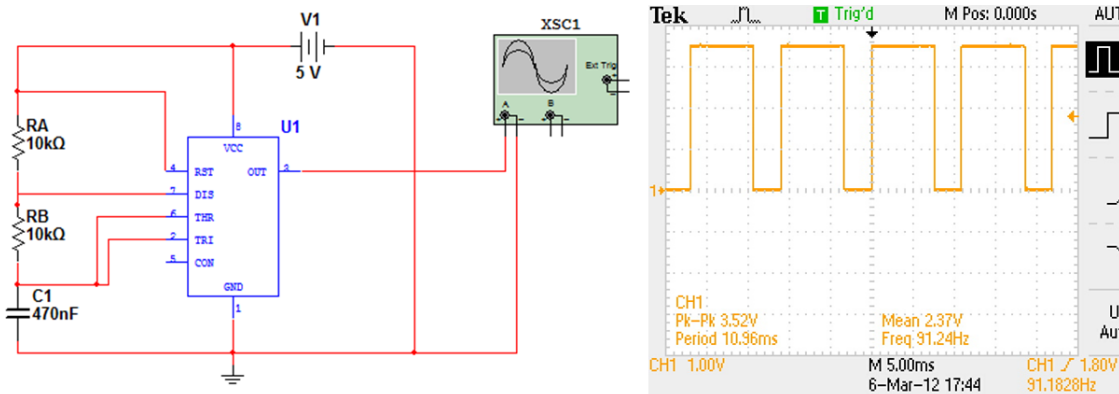 V1
5 V
XSC1
Ext Trig
A
B
RA
10kΩ
RB
10kΩ
C1
470nF
U1
8
VCC
4
RST
OUT
3
7
DIS
6
THR
2
TRI
5
CON
GND
1
Tek
T Trig'd
M Pos: 0.000s
AUT
1
CH1
Pk-Pk 3.52V
Mean 2.37V
Period 10.96ms
Freq 91.24Hz
U
Aut
CH1 1.00V
M 5.00ms
CH1 / 1.80V
6-Mar-12 17:44
91.1828Hz